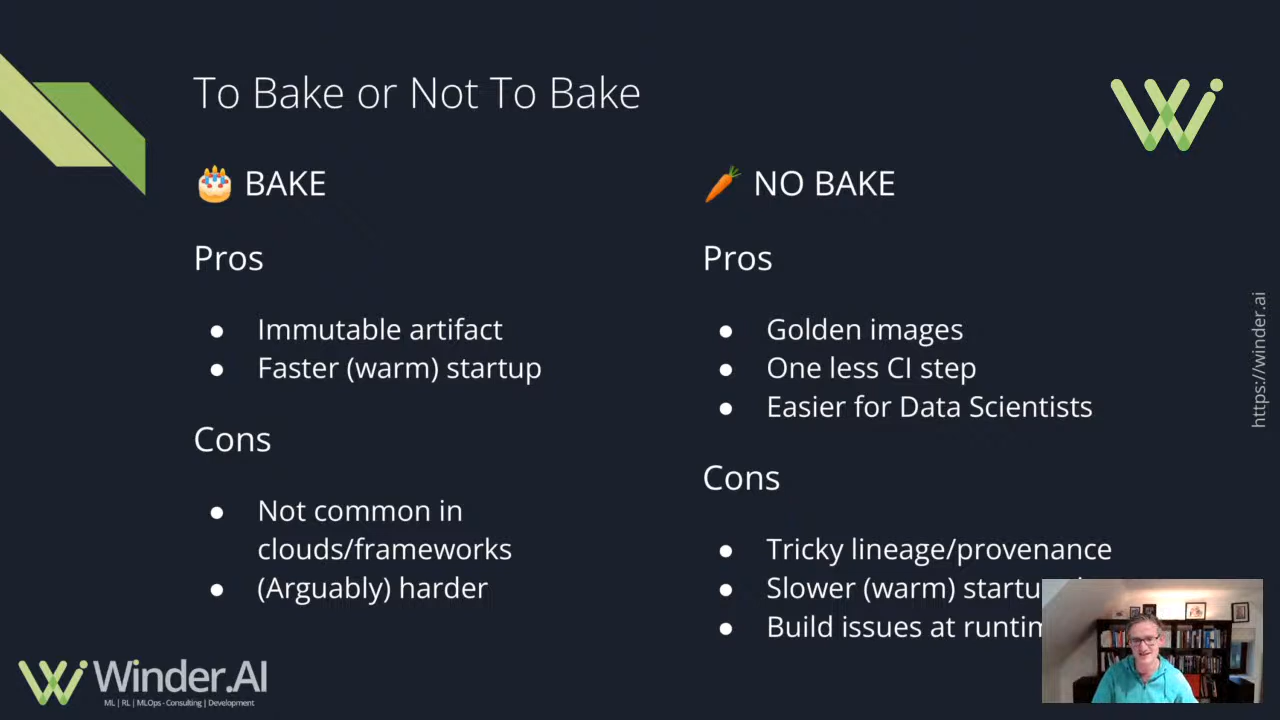 To Bake or Not To Bake
🎂 BAKE
Pros
● Immutable artifact
● Faster (warm) startup
Cons
● Not common in
clouds/frameworks
● (Arguably) harder
🥕 NO BAKE
Pros
● Golden images
● One less CI step
● Easier for Data Scientists
Cons
● Tricky lineage/provenance
● Slower (warm)
● Build issues at
https://winder.ai
Winder.AI
ML | RL | MLOps - Consulting | Development